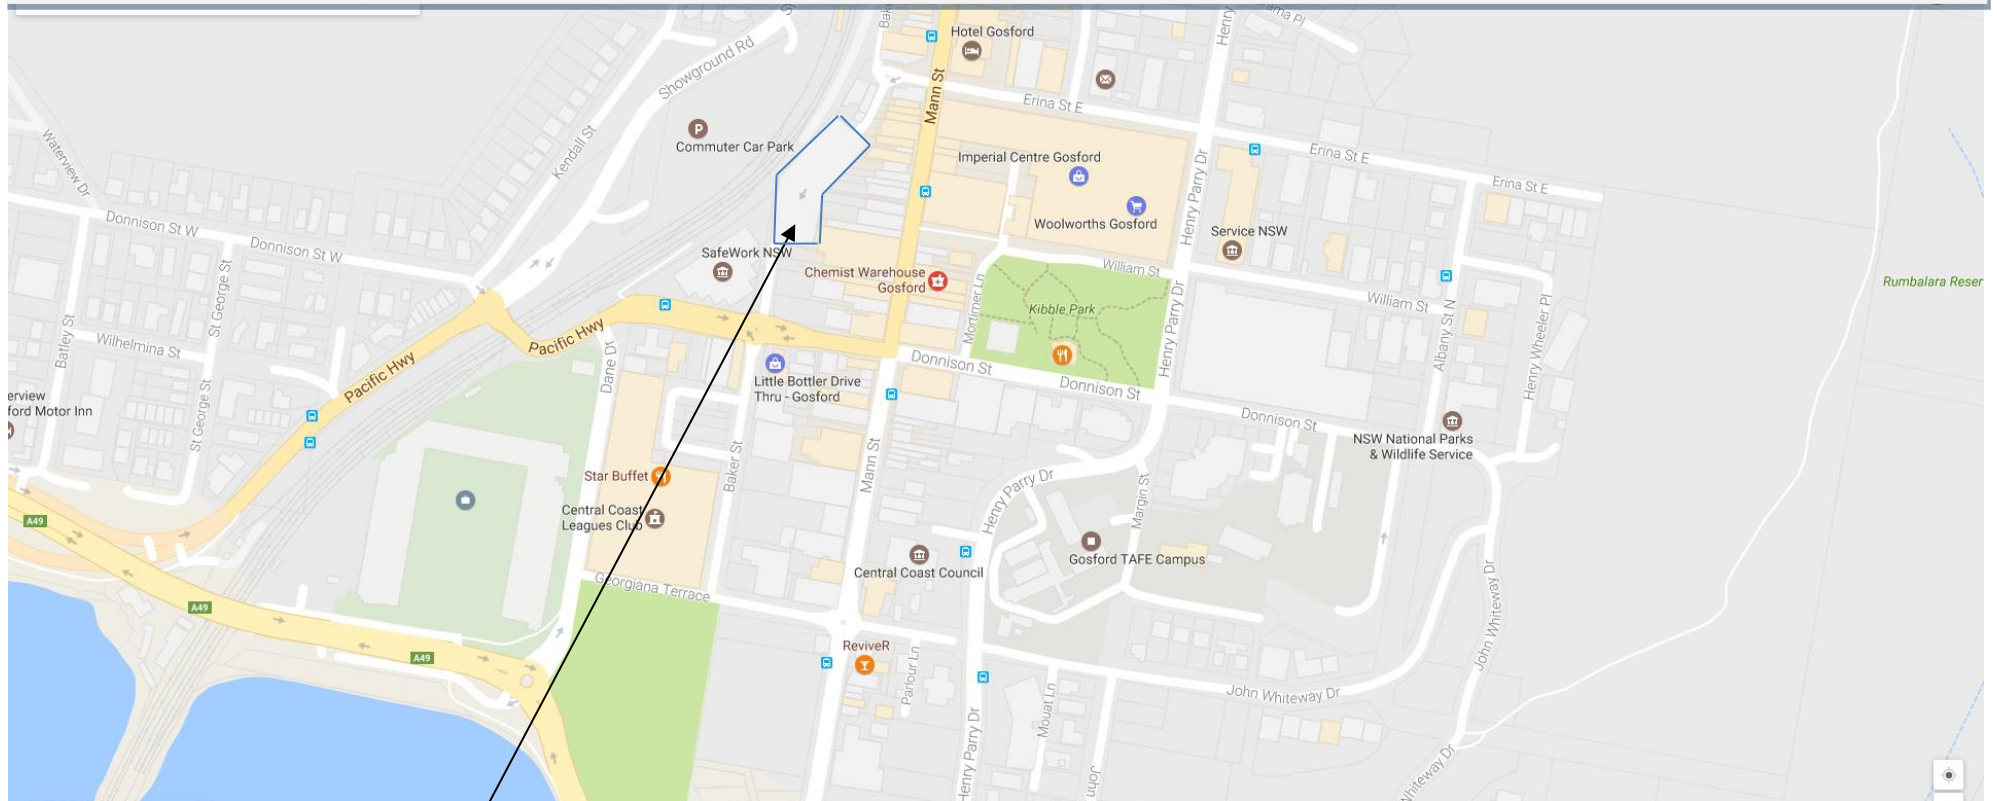 Hotel Gosford
Henry
Showground Rd
Mann St
Erina St E
Commuter Car Park
Kendall St
Waterview Dr
Imperial Centre Gosford
Erina St E
Erina St E
Henry Parry Dr
Donnison St W
Donnison St W
Woolworths Gosford
Service NSW
SafeWork NSW
Chemist Warehouse
Gosford
William St
William St
Mortimer Ln
Kibble Park
Rumbalara Reser
St George St
Batley St
Wilhelmina St
Pacific Hwy
Pacific Hwy
Dane Dr
Henry Parry Dr
Albany St N
Henry Wheeler Pl
Donnison St
Donnison St
Donnison St
Little Bottler Drive
Thru - Gosford
erview
ford Motor Inn
St George St
NSW National Parks
& Wildlife Service
Star Buffet
Baker St
Mann St
Henry Parry Dr
Margin St
Central Coast
Leagues Club
A49
Central Coast Council
Gosford TAFE Campus
Georgiana Terrace
A49
A49
ReviveR
Parlour Ln
Mouat Ln
John Whiteway Dr
John Whiteway Dr
Henry Parry Dr
John
Whiteway Dr